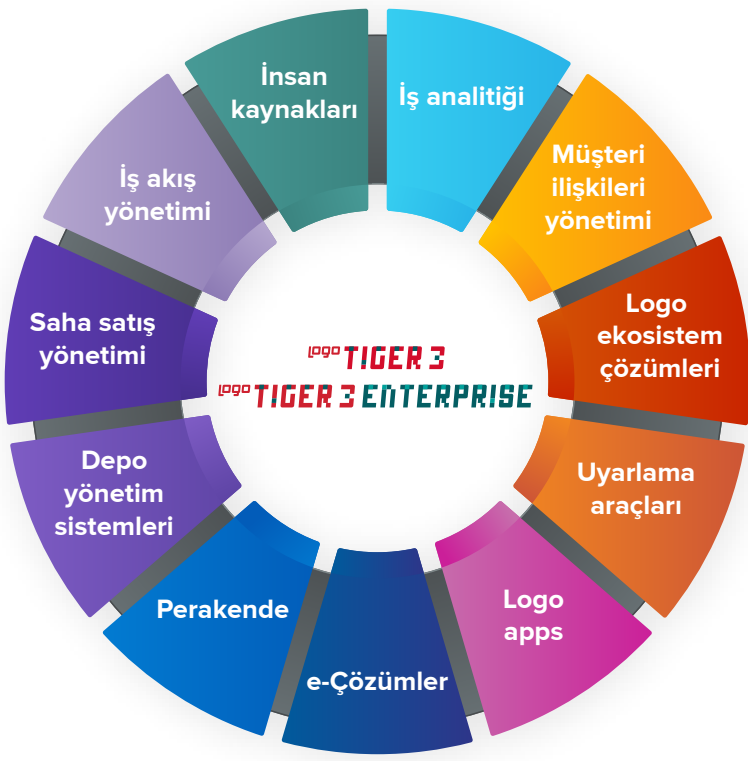 İnsan
kaynakları
İş analitiği
Müşteri
ilişkileri
yönetimi
Logo
ekosistem
çözümleri
Uyarlama
araçları
Logo
apps
e-Çözümler
Perakende
Depo
yönetim
sistemleri
Saha satış
yönetimi
İş akış
yönetimi
LOGO TIGER 3
LOGO TIGER 3 ENTERPRISE